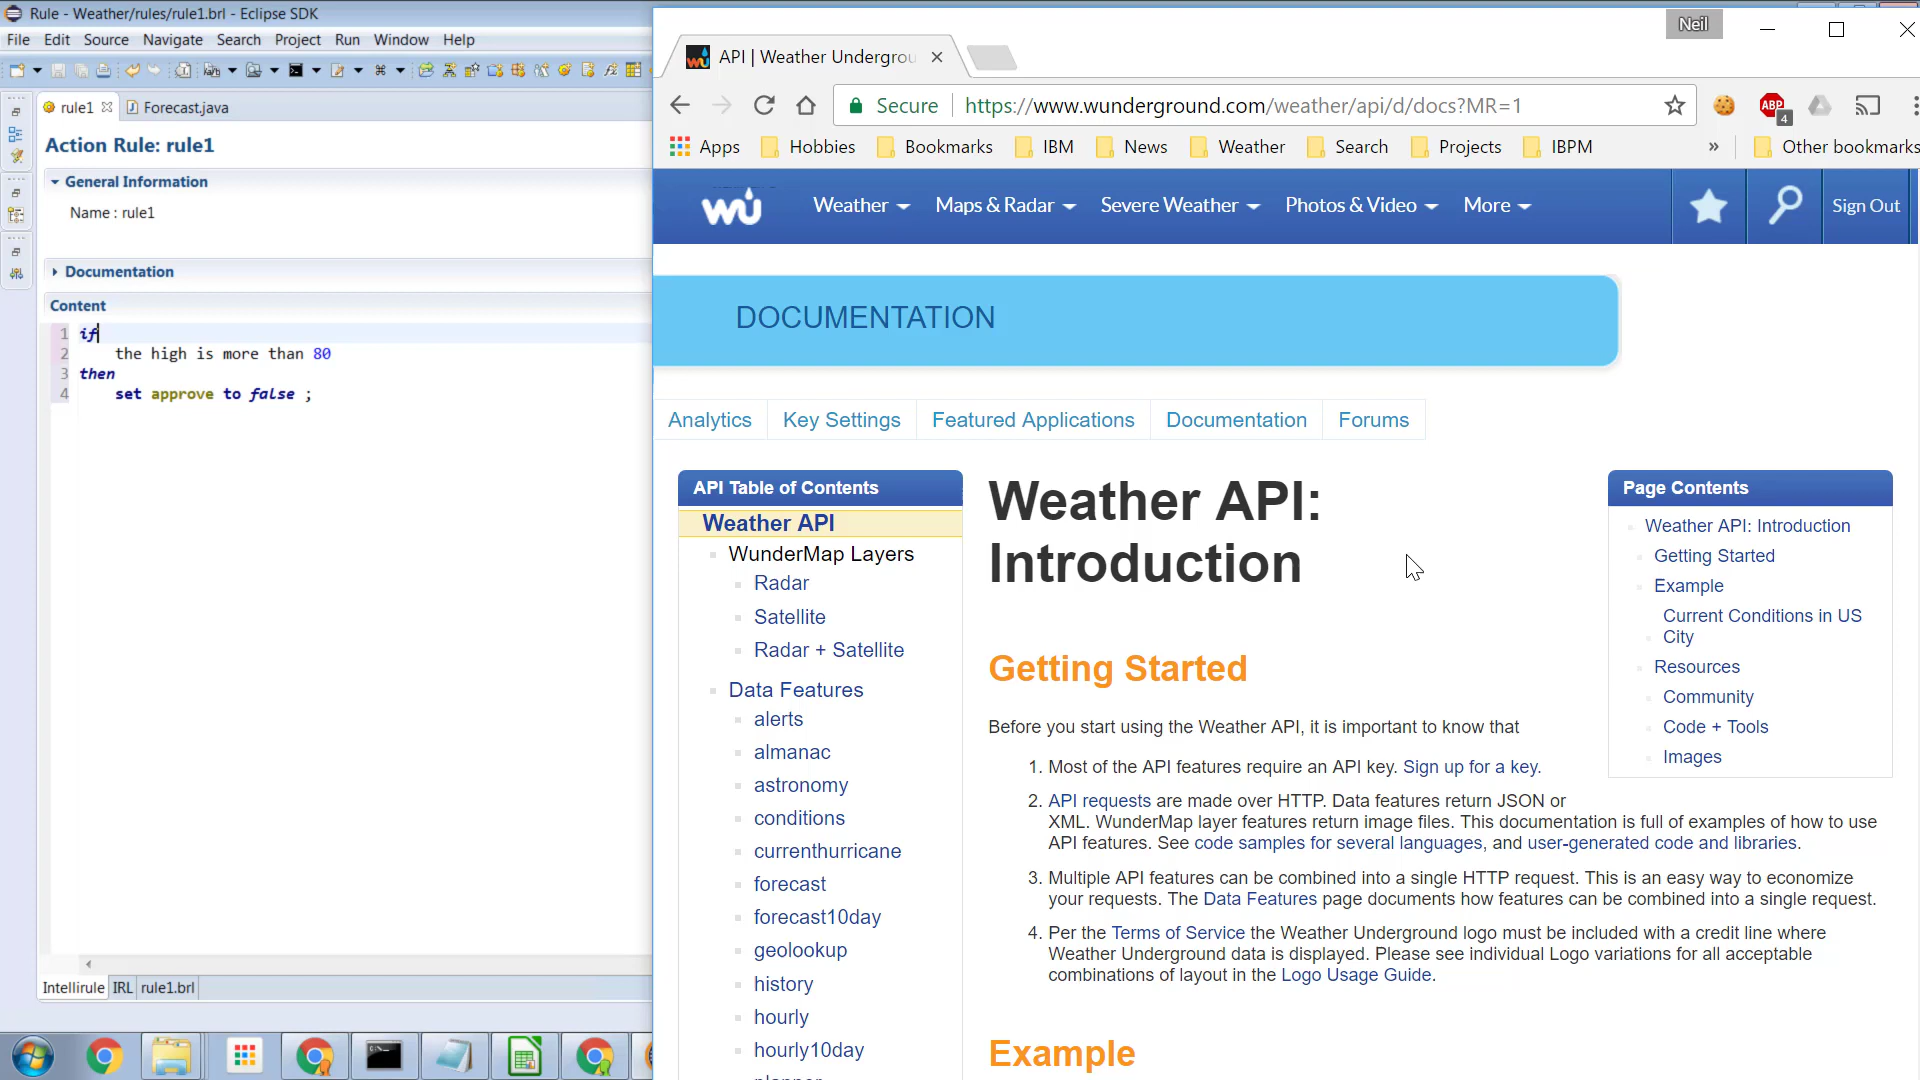 Rule - Weather/rules/rule1.brl - Eclipse SDK
File Edit Source Navigate Search Project Run Window Help
rule1 Forecast.java
Action Rule: rule1
General Information
Name : rule1
Documentation
Content
1 if
2 the high is more than 80
3 then
4 set approve to false ;
Intellirule IRL rule1.brl
Neil
API | Weather Undergrou
Secure https://www.wunderground.com/weather/api/d/docs?MR=1
ABP 4
Apps Hobbies Bookmarks IBM News Weather Search Projects IBPM » Other bookmarks
wu Weather Maps & Radar Severe Weather Photos & Video More Sign Out
DOCUMENTATION
Analytics Key Settings Featured Applications Documentation Forums
API Table of Contents
Weather API
WunderMap Layers
Radar
Satellite
Radar + Satellite
Data Features
alerts
almanac
astronomy
conditions
currenthurricane
forecast
forecast10day
geolookup
history
hourly
hourly10day
planner
Weather API:
Introduction
Getting Started
Before you start using the Weather API, it is important to know that
1. Most of the API features require an API key. Sign up for a key.
2. API requests are made over HTTP. Data features return JSON or
XML. WunderMap layer features return image files. This documentation is full of examples of how to use
API features. See code samples for several languages, and user-generated code and libraries.
3. Multiple API features can be combined into a single HTTP request. This is an easy way to economize
your requests. The Data Features page documents how features can be combined into a single request.
4. Per the Terms of Service the Weather Underground logo must be included with a credit line where
Weather Underground data is displayed. Please see individual Logo variations for all acceptable
combinations of layout in the Logo Usage Guide.
Example
Page Contents
Weather API: Introduction
Getting Started
Example
Current Conditions in US
City
Resources
Community
Code + Tools
Images